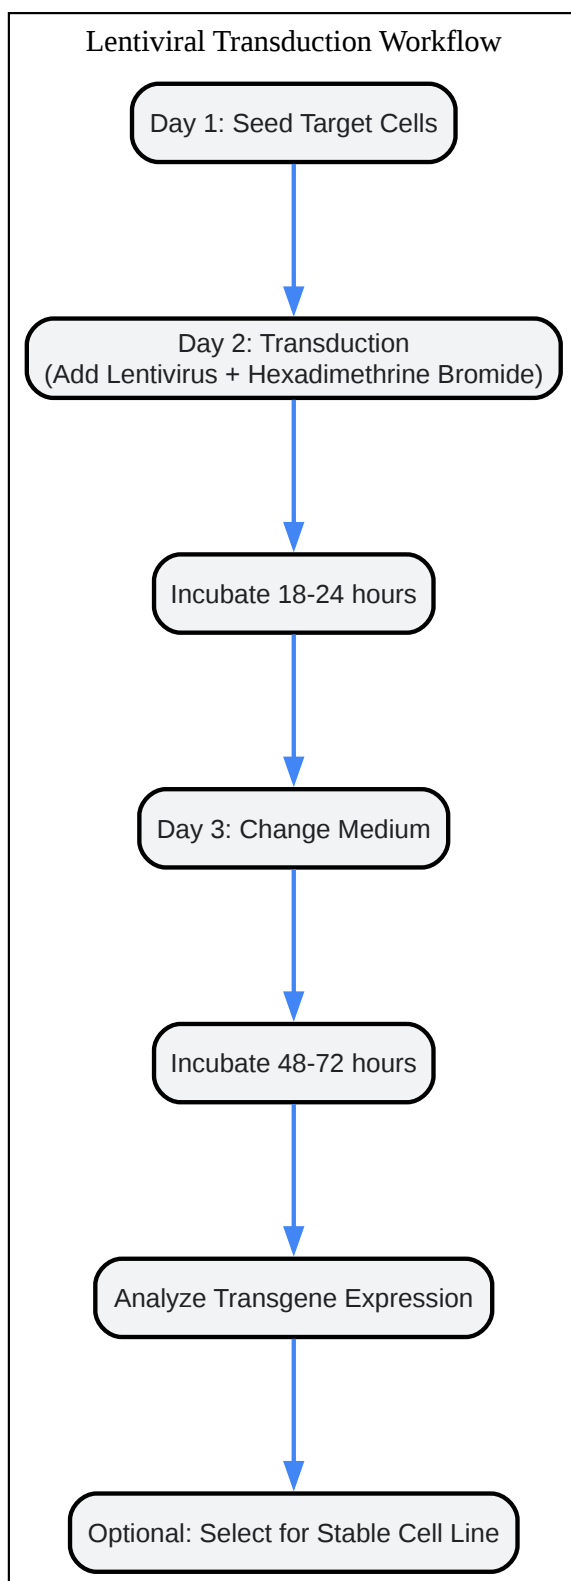 Lentiviral Transduction Workflow
Day 1: Seed Target Cells
Day 2: Transduction
(Add Lentivirus + Hexadimethrine Bromide)
Incubate 18-24 hours
Day 3: Change Medium
Incubate 48-72 hours
Analyze Transgene Expression
Optional: Select for Stable Cell Line